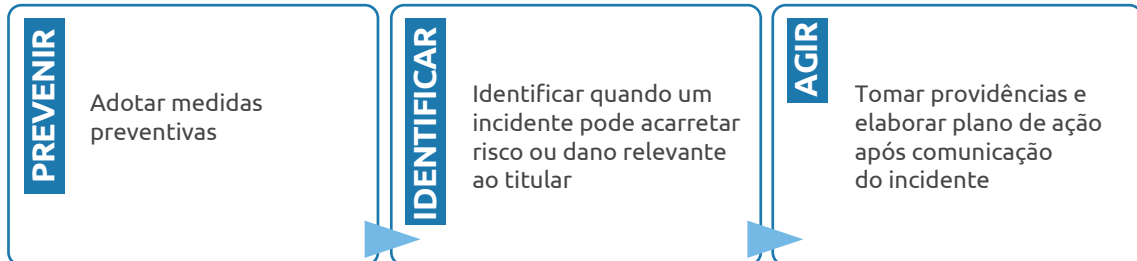 PREVENIR
Adotar medidas
preventivas
IDENTIFICAR
Identificar quando um
incidente pode acarretar
risco ou dano relevante
ao titular
AGIR
Tomar providências e
elaborar plano de ação
após comunicação
do incidente